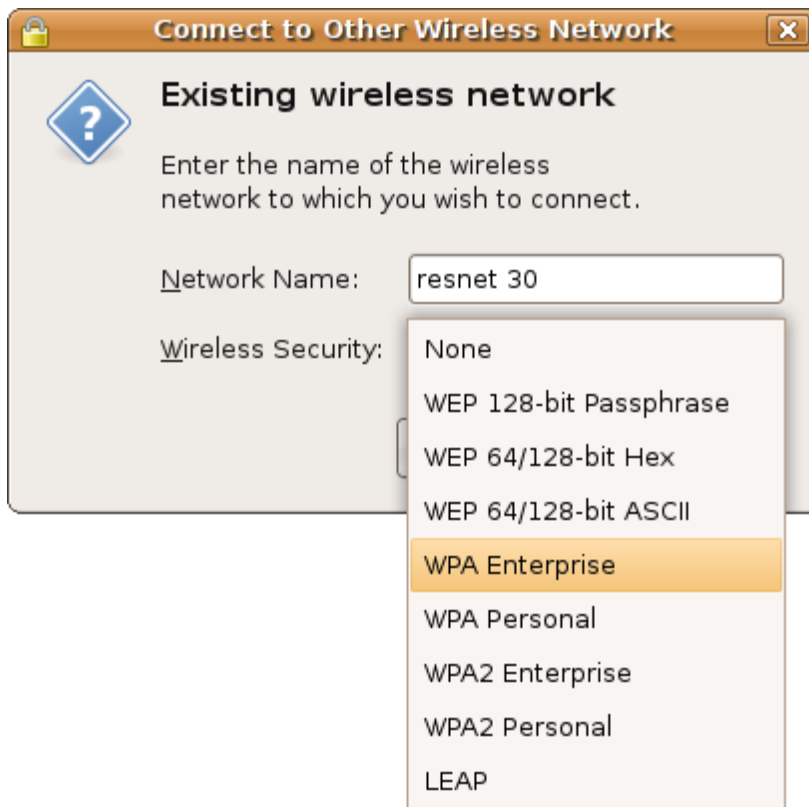 Connect to Other Wireless Network
?
Existing wireless network
Enter the name of the wireless
network to which you wish to connect.
Network Name: resnet 30
Wireless Security: None
WEP 128-bit Passphrase
WEP 64/128-bit Hex
WEP 64/128-bit ASCII
WPA Enterprise
WPA Personal
WPA2 Enterprise
WPA2 Personal
LEAP